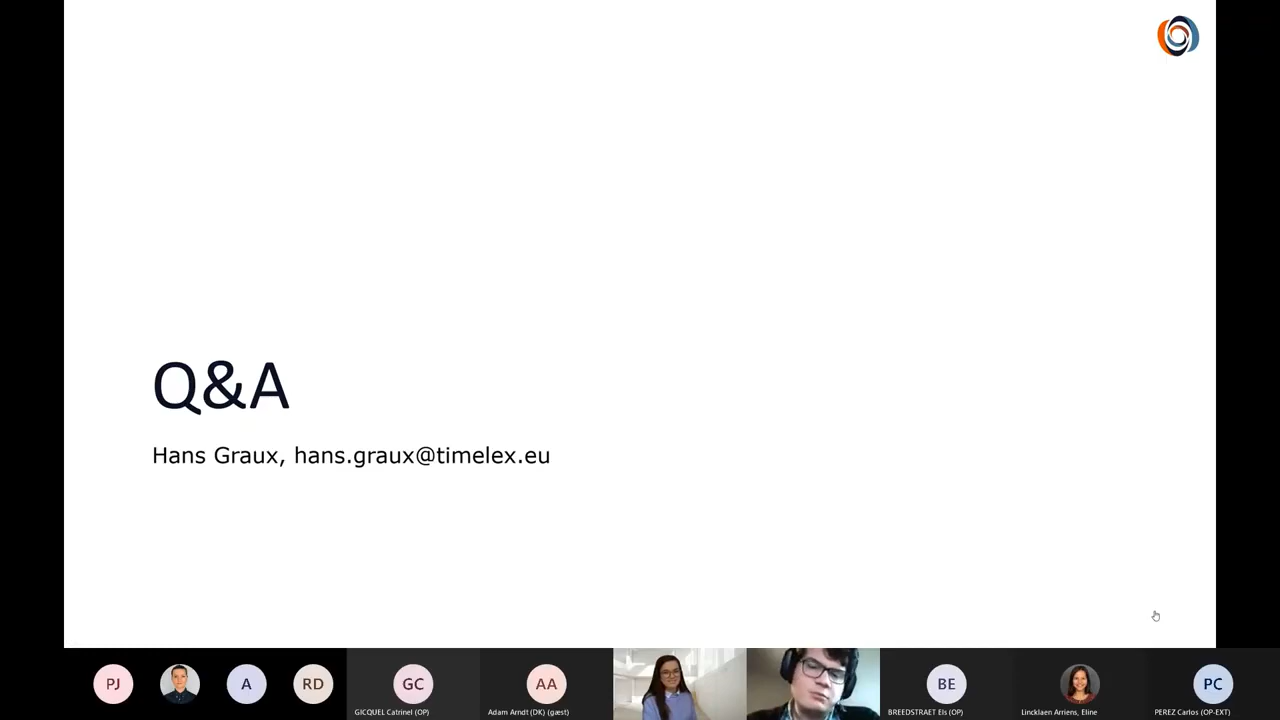 Q&A
Hans Graux, hans.graux@timelex.eu
PJ
A
RD
GC
GICQUEL Catrinel (OP)
AA
Adam Arndt (DK) (gæst)
BE
BREEDSTRAET Els (OP)
Lincklaen Arriens, Eline
PC
PEREZ Carlos (OP-EXT)